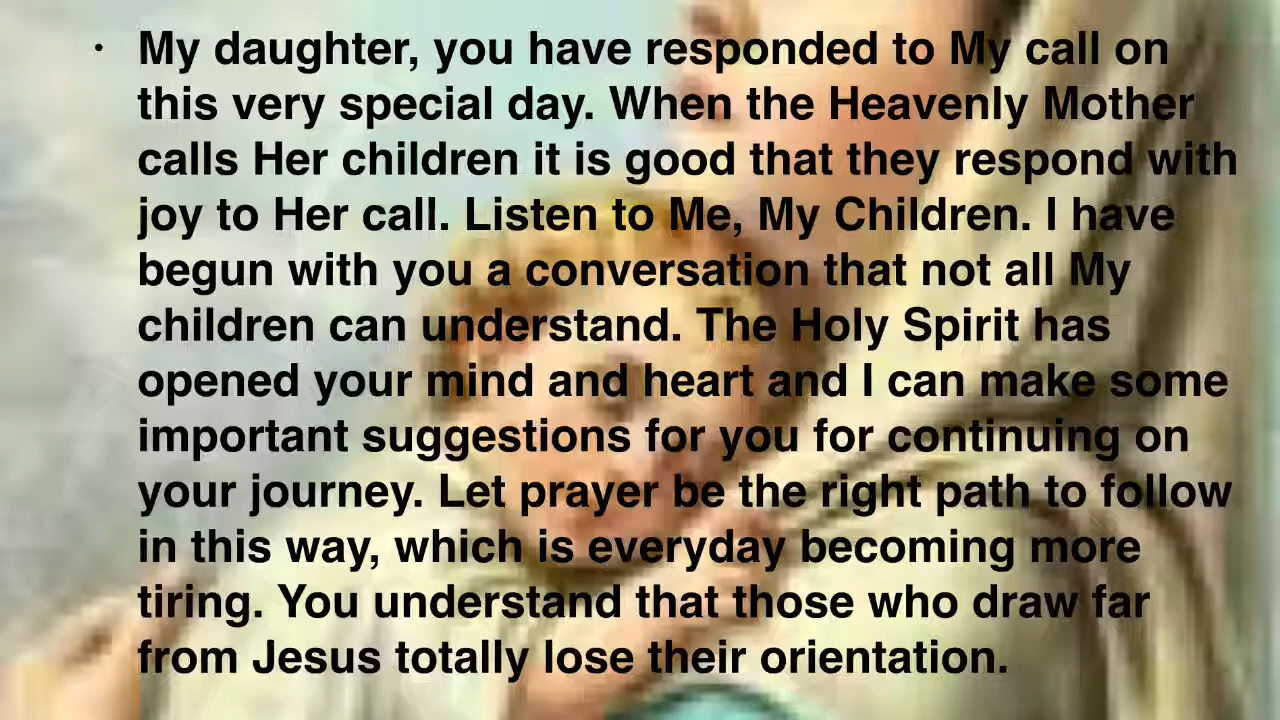 • My daughter, you have responded to My call on
this very special day. When the Heavenly Mother
calls Her children it is good that they respond with
joy to Her call. Listen to Me, My Children. I have
begun with you a conversation that not all My
children can understand. The Holy Spirit has
opened your mind and heart and I can make some
important suggestions for you for continuing on
your journey. Let prayer be the right path to follow
in this way, which is everyday becoming more
tiring. You understand that those who draw far
from Jesus totally lose their orientation.